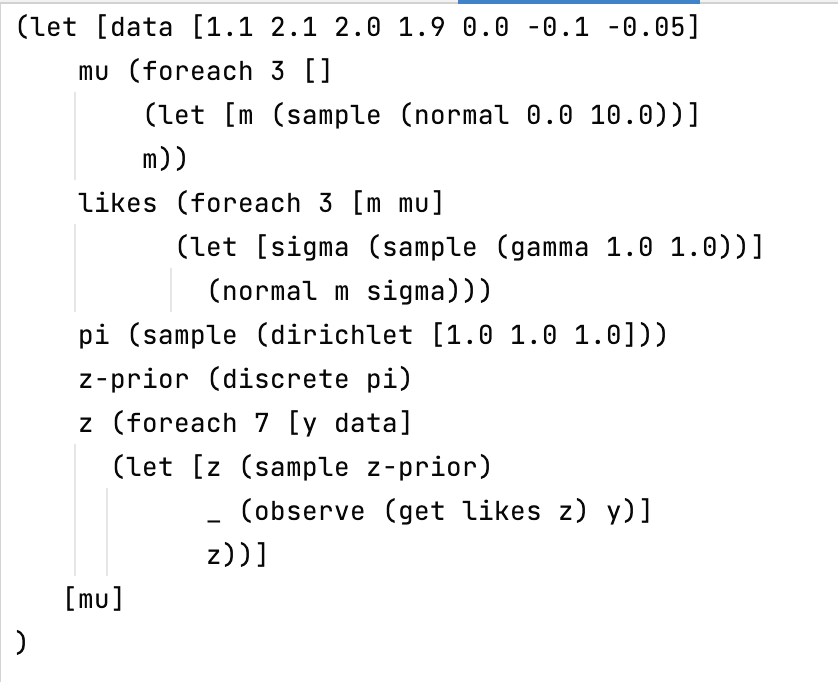 (let [data [1.1 2.1 2.0 1.9 0.0 -0.1 -0.05]
mu (foreach 3 []
(let [m (sample (normal 0.0 10.0))]
m))
likes (foreach 3 [m mu]
(let [sigma (sample (gamma 1.0 1.0))]
(normal m sigma)))
pi (sample (dirichlet [1.0 1.0 1.0]))
z-prior (discrete pi)
z (foreach 7 [y data]
(let [z (sample z-prior)
_ (observe (get likes z) y)]
z))]
[mu]
)